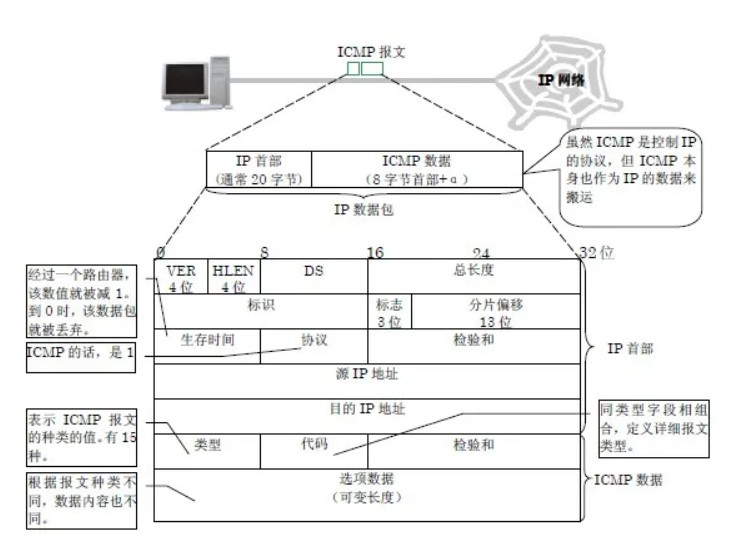 ICMP 报文
IP 网络
虽然 ICMP 是控制 IP
的协议，但 ICMP 本
身也作为 IP 的数据来
搬运
IP 首部
(通常 20 字节)
ICMP 数据
(8 字节首部+α)
IP 数据包
0 8 16 24 32 位
经过一个路由器，
该数值就被减 1。
到 0 时，该数据包
就被丢弃。
VER
4 位
HLEN
4 位
DS
总长度
标识
标志
3 位
分片偏移
13 位
ICMP 的话，是 1
生存时间
协议
检验和
源 IP 地址
目的 IP 地址
IP 首部
表示 ICMP 报文
的种类的值。有 15
种。
类型
代码
检验和
同类型字段相组
合，定义详细报文
类型。
根据报文种类不
同，数据内容也不
同。
选项数据
(可变长度)
ICMP 数据